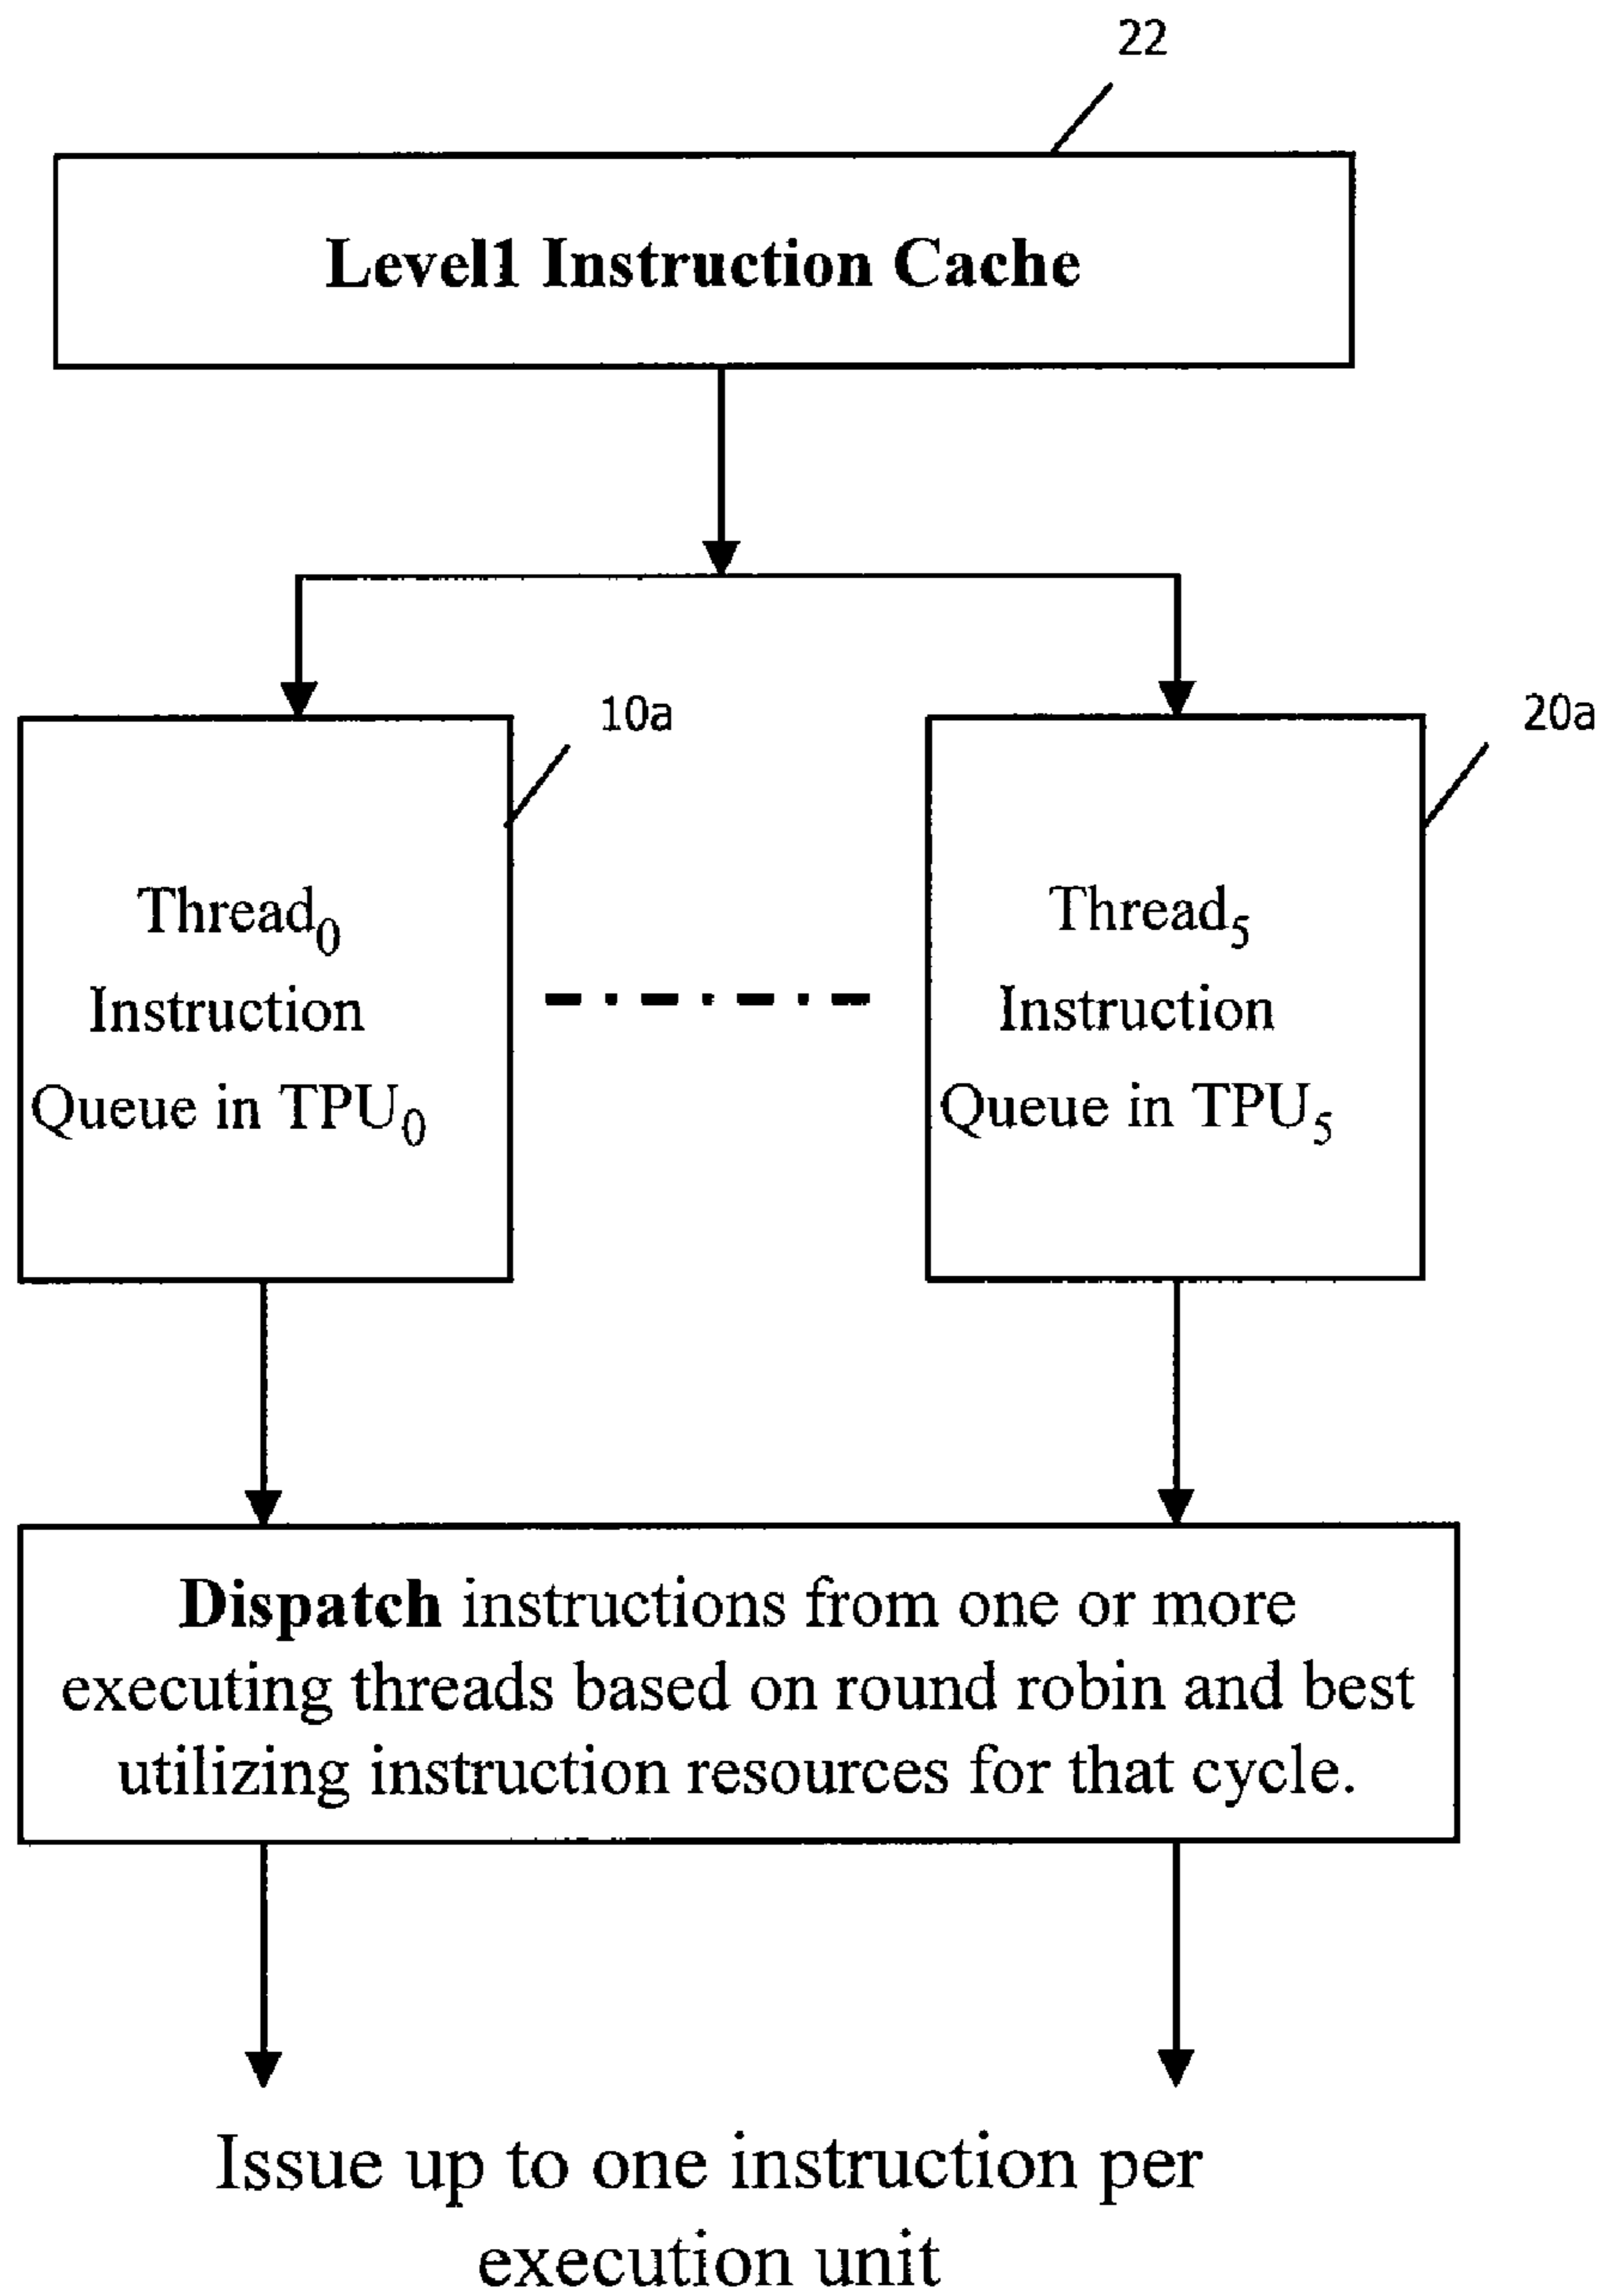 22
Level1 Instruction Cache
10a
20a
Thread0
Instruction
Queue in TPU0
Thread5
Instruction
Queue in TPU5
Dispatch instructions from one or more
executing threads based on round robin and best
utilizing instruction resources for that cycle.
Issue up to one instruction per
execution unit